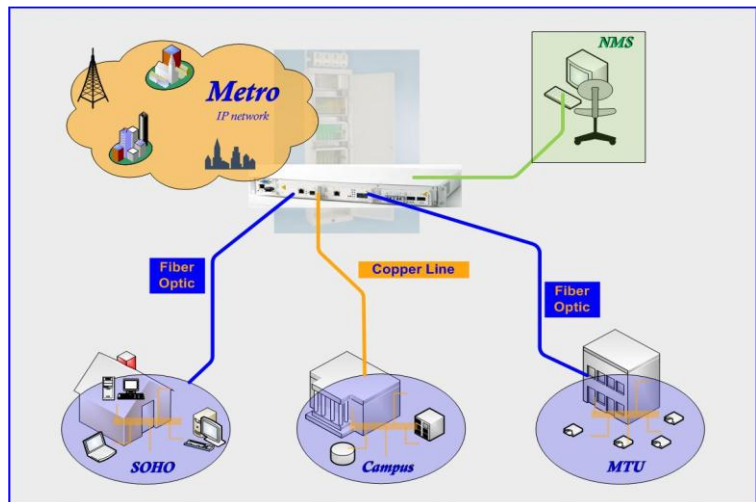 NMS
Metro
IP network
Fiber
Optic
Copper Line
Fiber
Optic
SOHO
Campus
MTU